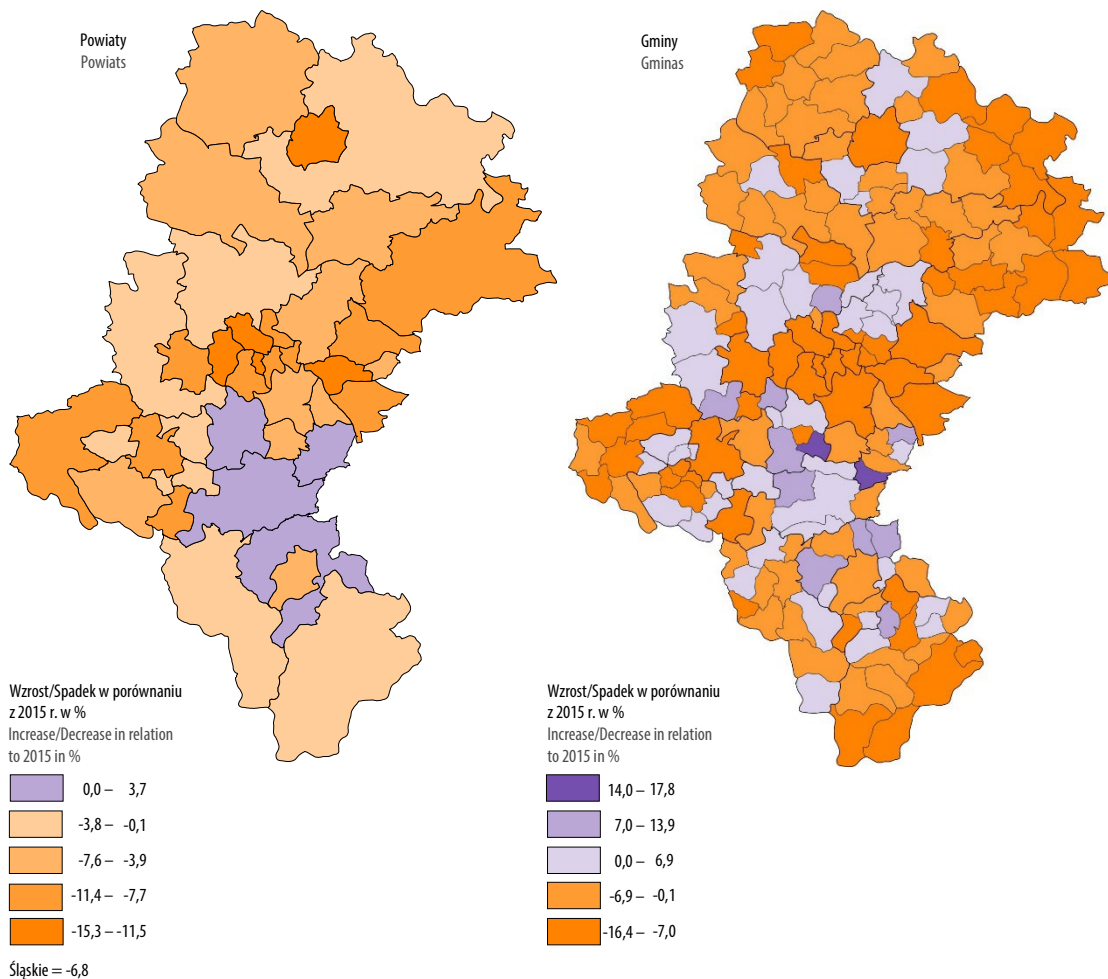 Powiaty
Powiats
Wzrost/Spadek w porównaniu
z 2015 r. w %
Increase/Decrease in relation
to 2015 in %
0,0 – 3,7
-3,8 – -0,1
-7,6 – -3,9
-11,4 – -7,7
-15,3 – -11,5
Śląskie = -6,8
Gminy
Gminas
Wzrost/Spadek w porównaniu
z 2015 r. w %
Increase/Decrease in relation
to 2015 in %
14,0 – 17,8
7,0 – 13,9
0,0 – 6,9
-6,9 – -0,1
-16,4 – -7,0